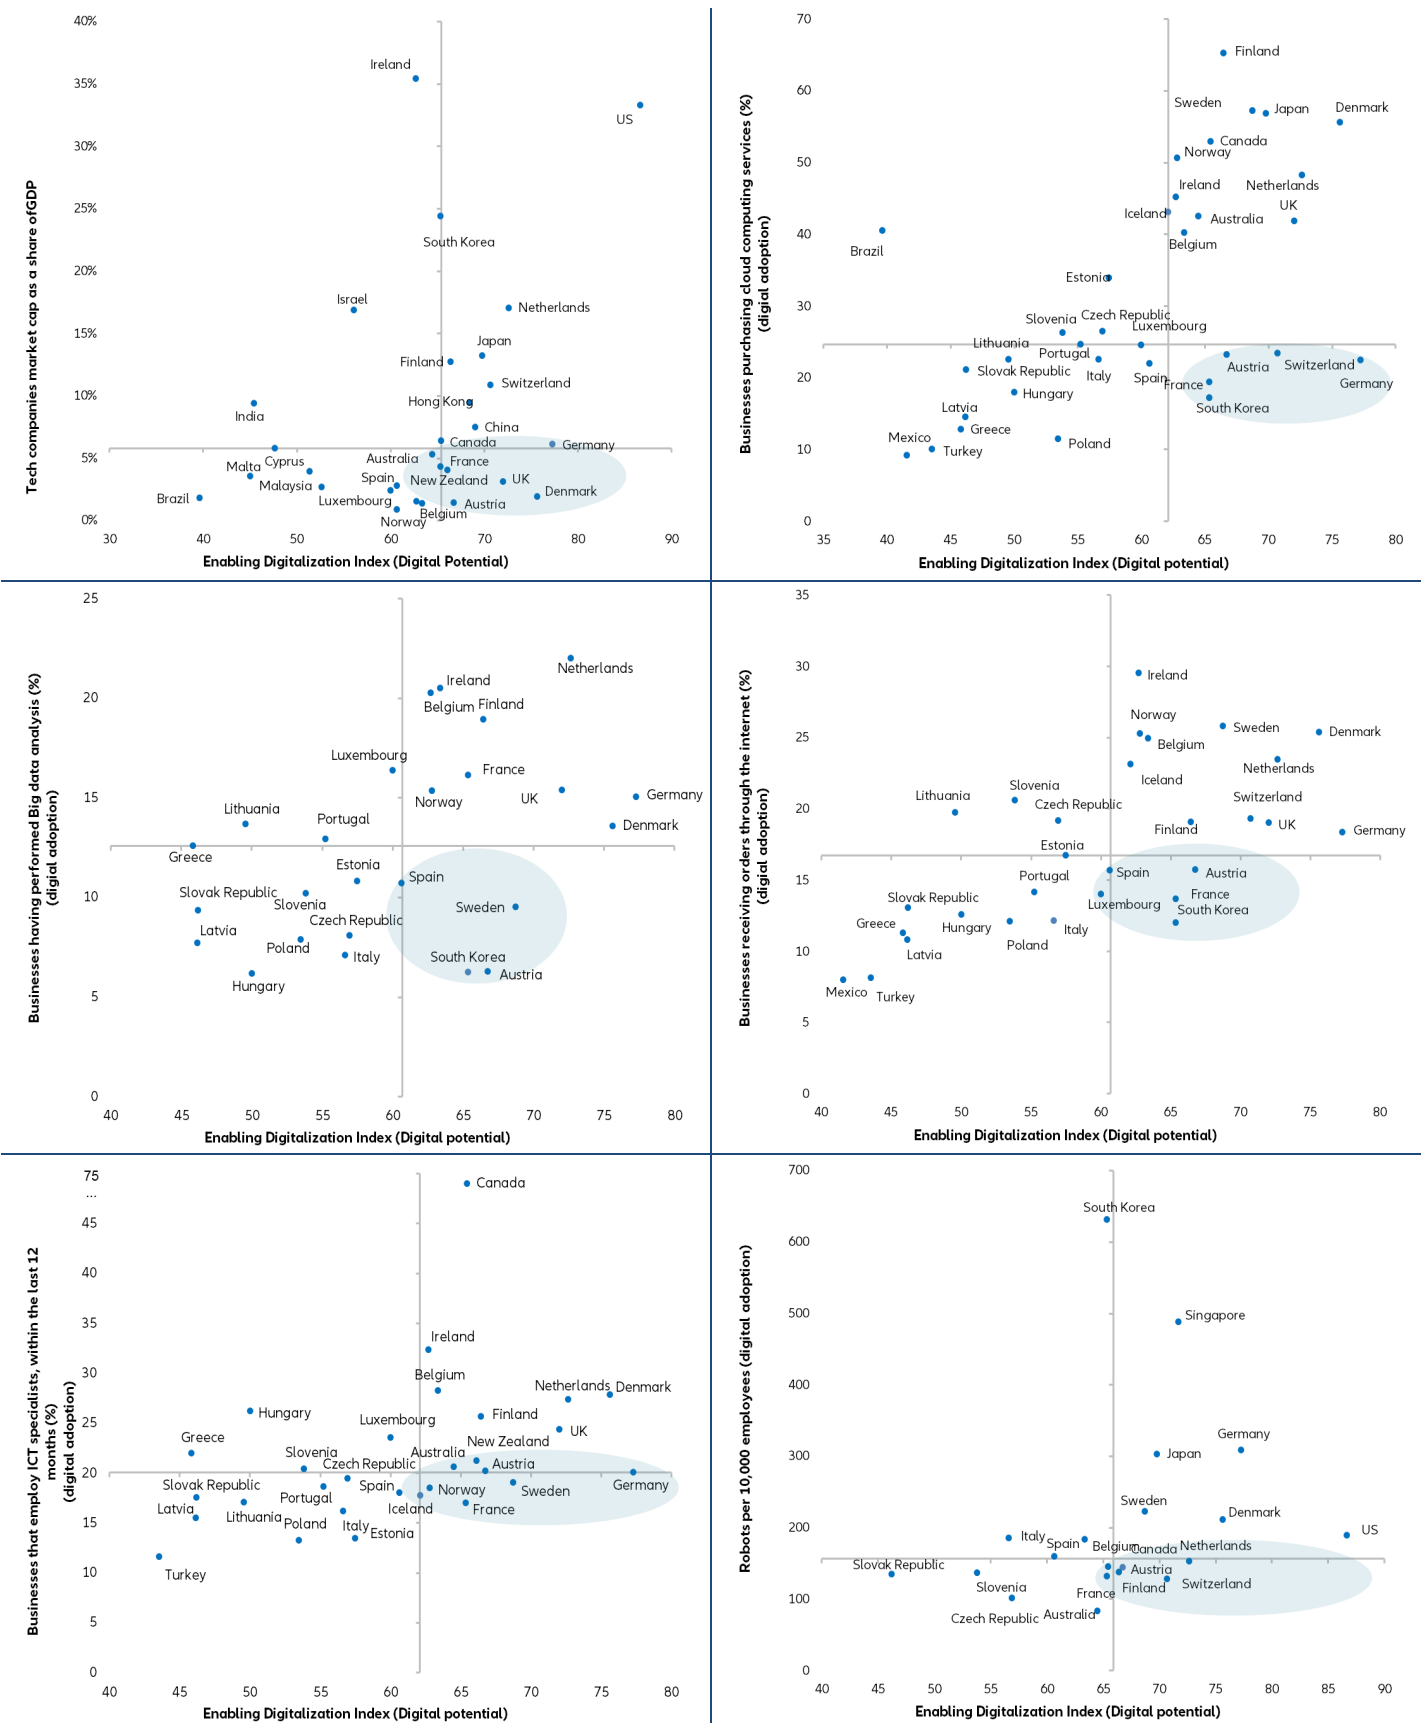 40%
35%
30%
25%
20%
15%
10%
5%
0%
Tech companies market cap as a share ofGDP
Ireland
US
South Korea
Israel
Netherlands
Japan
Finland
Switzerland
Hong Kong
India
China
Canada
Germany
Cyprus
Australia
France
Malta
Malaysia
Spain
New Zealand
UK
Denmark
Brazil
Luxembourg
Austria
Belgium
Norway
30 40 50 60 70 80 90
Enabling Digitalization Index (Digital Potential)
70
60
50
40
30
20
10
0
Businesses purchasing cloud computing services (%)
(digial adoption)
Finland
Sweden
Japan
Denmark
Canada
Norway
Ireland
Netherlands
Iceland
Australia
UK
Belgium
Brazil
Estonia
Slovenia
Czech Republic
Luxembourg
Lithuania
Portugal
Austria
Switzerland
Slovak Republic
Italy
Spain
France
Germany
Hungary
South Korea
Latvia
Greece
Mexico
Turkey
Poland
35 40 45 50 55 60 65 70 75 80
Enabling Digitalization Index (Digital potential)
25
20
15
10
5
0
Businesses having performed Big data analysis (%)
(digial adoption)
Netherlands
Ireland
Belgium
Finland
Luxembourg
France
Norway
UK
Germany
Lithuania
Portugal
Denmark
Greece
Estonia
Spain
Slovak Republic
Slovenia
Sweden
Czech Republic
Latvia
Poland
Italy
South Korea
Austria
Hungary
40 45 50 55 60 65 70 75 80
Enabling Digitalization Index (Digital potential)
35
30
25
20
15
10
5
0
Businesses receiving orders through the internet (%)
(digial adoption)
Ireland
Norway
Sweden
Denmark
Belgium
Iceland
Netherlands
Slovenia
Lithuania
Czech Republic
Switzerland
Finland
UK
Germany
Estonia
Spain
Austria
Portugal
Slovak Republic
Luxembourg
France
South Korea
Greece
Hungary
Italy
Poland
Latvia
Mexico
Turkey
40 45 50 55 60 65 70 75 80
Enabling Digitalization Index (Digital potential)
75
...
45
40
35
30
25
20
15
10
5
0
Businesses that employ ICT specialists, within the last 12
months (%)
(digital adoption)
Canada
Ireland
Belgium
Netherlands
Denmark
Hungary
Luxembourg
Finland
UK
Greece
New Zealand
Slovenia
Australia
Czech Republic
Austria
Slovak Republic
Spain
Norway
Sweden
Germany
Portugal
Latvia
Iceland
France
Lithuania
Poland
Italy
Estonia
Turkey
40 45 50 55 60 65 70 75 80
Enabling Digitalization Index (Digital potential)
700
600
500
400
300
200
100
0
Robots per 10,000 employees (digital adoption)
South Korea
Singapore
Germany
Japan
Sweden
Denmark
US
Italy
Spain
Belgium
Canada
Netherlands
Slovak Republic
Austria
Slovenia
France
Finland
Switzerland
Czech Republic
Australia
40 45 50 55 60 65 70 75 80 85 90
Enabling Digitalization Index (Digital potential)